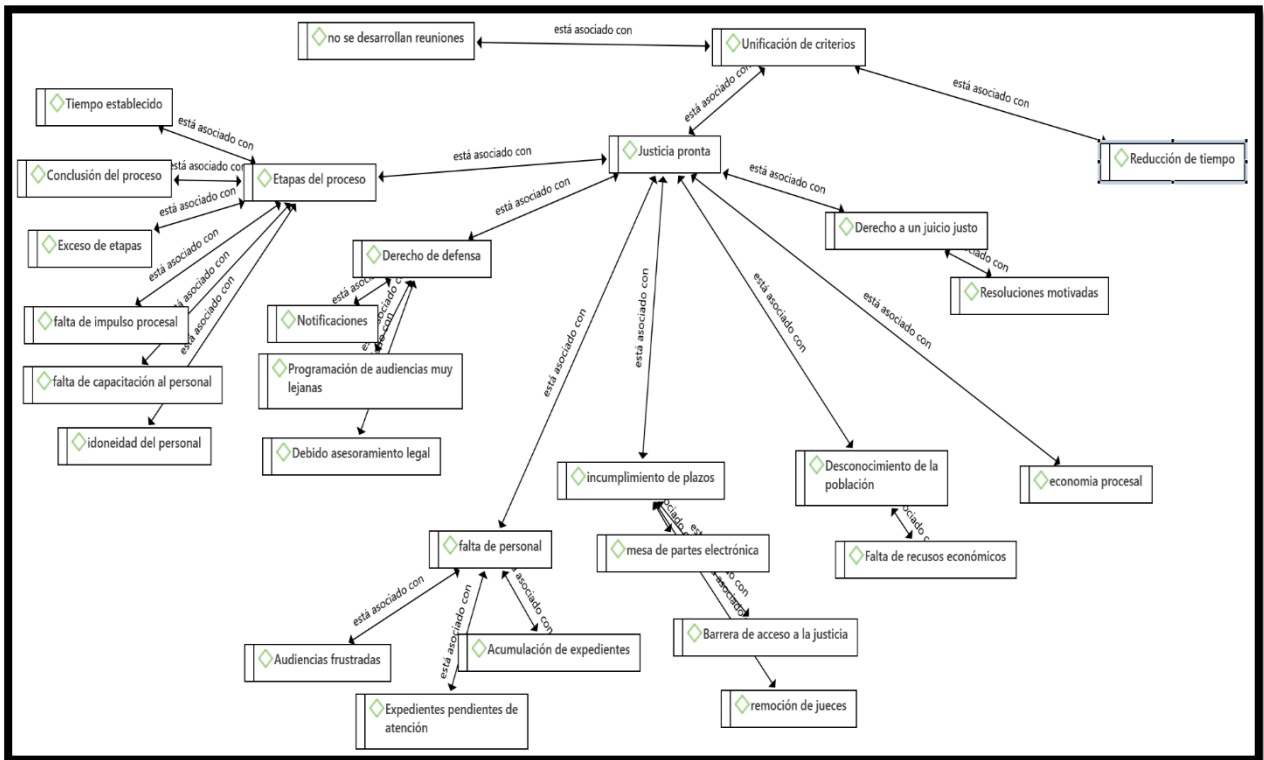 no se desarrollan reuniones
está asociado con
Unificación de criterios
está asociado con
está asociado con
Reducción de tiempo
Tiempo establecido
está asociado con
Conclusión del proceso
está asociado con
Etapas del proceso
está asociado con
Justicia pronta
está asociado con
Exceso de etapas
está asociado con
falta de impulso procesal
está asociado con
falta de capacitación al personal
está asociado con
idoneidad del personal
está asociado con
Derecho de defensa
Notificaciones
Programación de audiencias muy
lejanas
Debido asesoramiento legal
está asociado con
está asociado con
Derecho a un juicio justo
Resoluciones motivadas
está asociado con
está asociado con
está asociado con
está asociado con
incumplimiento de plazos
mesa de partes electrónica
Barrera de acceso a la justicia
remoción de jueces
Desconocimiento de la
población
Falta de recusos económicos
economia procesal
falta de personal
está asociado con
Audiencias frustradas
está asociado con
Expedientes pendientes de
atención
Acumulación de expedientes